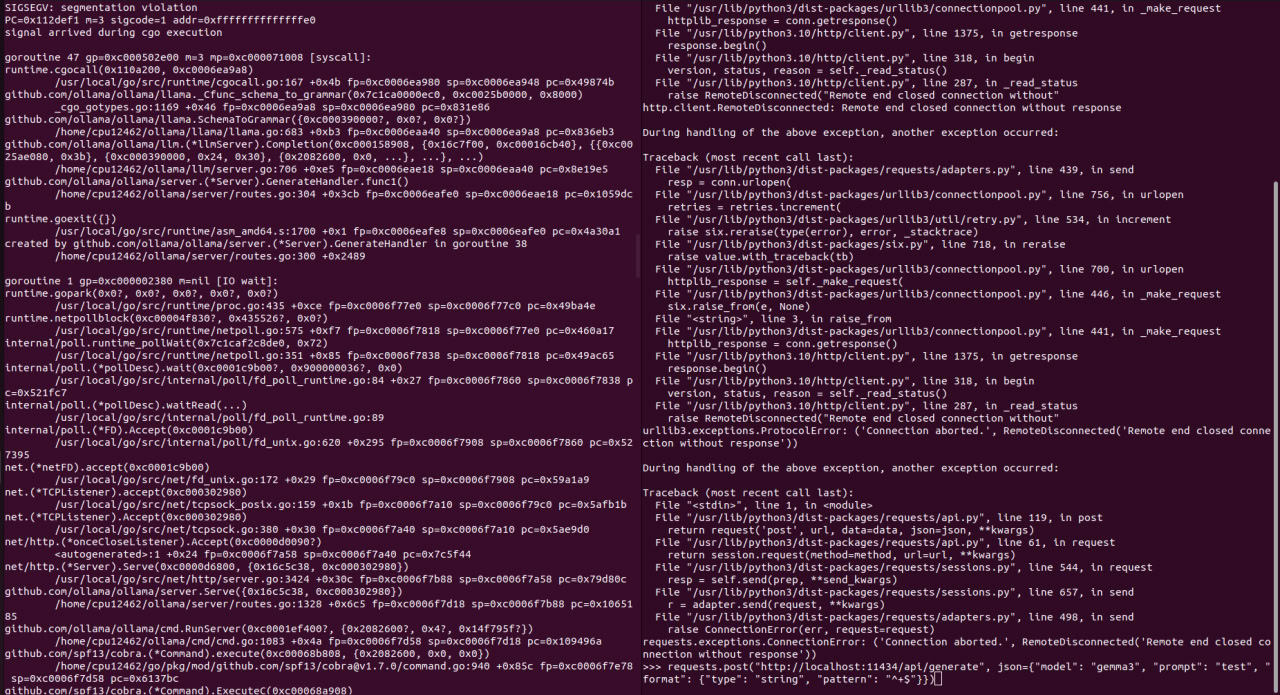 SIGSEGV: segmentation violation
PC=0x112def1 m=3 sigcode=1 addr=0xffffffffffffffe0
signal arrived during cgo execution
goroutine 47 gp=0xc000502e00 m=3 mp=0xc000071008 [syscall]:
runtime.cgocall(0x110a200, 0xc0006ea9a8)
/usr/local/go/src/runtime/cgocall.go:167 +0x4b fp=0xc0006ea980 sp=0xc0006ea948 pc=0x49874b
github.com/ollama/ollama/llama._Cfunc_schema_to_grammar(0x7c1ca0000ec0, 0xc0025b0000, 0x8000)
_cgo_gotypes.go:1169 +0x46 fp=0xc0006ea9a8 sp=0xc0006ea980 pc=0x831e86
github.com/ollama/ollama/llama.SchemaToGrammar({0xc000390000?, 0x0?, 0x0?})
/home/cpu12462/ollama/llama/llama.go:683 +0xb3 fp=0xc0006eaa40 sp=0xc0006ea9a8 pc=0x836eb3
github.com/ollama/ollama/llm.(*llmServer).Completion(0xc000158908, {0x16c7f00, 0xc00016cb40}, {{0xc00
25ae080, 0x3b}, {0xc000390000, 0x24, 0x30}, {0x2082600, 0x0, ...}, ...}, ...)
/home/cpu12462/ollama/llm/server.go:706 +0xe5 fp=0xc0006eae18 sp=0xc0006eaa40 pc=0x8e19e5
github.com/ollama/ollama/server.(*Server).GenerateHandler.func1()
/home/cpu12462/ollama/server/routes.go:304 +0x3cb fp=0xc0006eafe0 sp=0xc0006eae18 pc=0x1059dc
b
runtime.goexit({})
/usr/local/go/src/runtime/asm_amd64.s:1700 +0x1 fp=0xc0006eafe8 sp=0xc0006eafe0 pc=0x4a30a1
created by github.com/ollama/ollama/server.(*Server).GenerateHandler in goroutine 38
/home/cpu12462/ollama/server/routes.go:300 +0x2489
goroutine 1 gp=0xc000002380 m=nil [IO wait]:
runtime.gopark(0x0?, 0x0?, 0x0?, 0x0?, 0x0?)
/usr/local/go/src/runtime/proc.go:435 +0xce fp=0xc0006f77e0 sp=0xc0006f77c0 pc=0x49ba4e
runtime.netpollblock(0xc00004f830?, 0x435526?, 0x0?)
/usr/local/go/src/runtime/netpoll.go:575 +0xf7 fp=0xc0006f7818 sp=0xc0006f77e0 pc=0x460a17
internal/poll.runtime_pollWait(0x7c1caf2c8de0, 0x72)
/usr/local/go/src/runtime/netpoll.go:351 +0x85 fp=0xc0006f7838 sp=0xc0006f7818 pc=0x49ac65
internal/poll.(*pollDesc).wait(0xc0001c9b00?, 0x900000036?, 0x0)
/usr/local/go/src/internal/poll/fd_poll_runtime.go:84 +0x27 fp=0xc0006f7860 sp=0xc0006f7838 p
c=0x521fc7
internal/poll.(*pollDesc).waitRead(...)
/usr/local/go/src/internal/poll/fd_poll_runtime.go:89
internal/poll.(*FD).Accept(0xc0001c9b00)
/usr/local/go/src/internal/poll/fd_unix.go:620 +0x295 fp=0xc0006f7908 sp=0xc0006f7860 pc=0x52
7395
net.(*netFD).accept(0xc0001c9b00)
/usr/local/go/src/net/fd_unix.go:172 +0x29 fp=0xc0006f79c0 sp=0xc0006f7908 pc=0x59a1a9
net.(*TCPListener).accept(0xc000302980)
/usr/local/go/src/net/tcpsock_posix.go:159 +0x1b fp=0xc0006f7a10 sp=0xc0006f79c0 pc=0x5afb1b
net.(*TCPListener).Accept(0xc000302980)
/usr/local/go/src/net/tcpsock.go:380 +0x30 fp=0xc0006f7a40 sp=0xc0006f7a10 pc=0x5ae9d0
net/http.(*onceCloseListener).Accept(0xc0000d0090?)
<autogenerated>:1 +0x24 fp=0xc0006f7a58 sp=0xc0006f7a40 pc=0x7c5f44
net/http.(*Server).Serve(0xc0000d6800, {0x16c5c38, 0xc000302980})
/usr/local/go/src/net/http/server.go:3424 +0x30c fp=0xc0006f7b88 sp=0xc0006f7a58 pc=0x79d80c
github.com/ollama/ollama/server.Serve({0x16c5c38, 0xc000302980})
/home/cpu12462/ollama/server/routes.go:1328 +0x6c5 fp=0xc0006f7d18 sp=0xc0006f7b88 pc=0x10651
85
github.com/ollama/ollama/cmd.RunServer(0xc0001ef400?, {0x2082600?, 0x4?, 0x14f795f?})
/home/cpu12462/ollama/cmd/cmd.go:1083 +0x4a fp=0xc0006f7d58 sp=0xc0006f7d18 pc=0x109496a
github.com/spf13/cobra.(*Command).execute(0xc00068b808, {0x2082600, 0x0, 0x0})
/home/cpu12462/go/pkg/mod/github.com/spf13/cobra@v1.7.0/command.go:940 +0x85c fp=0xc0006f7e78
sp=0xc0006f7d58 pc=0x6137bc
github.com/spf13/cobra.(*Command).ExecuteC(0xc00068a908)
File "/usr/lib/python3/dist-packages/urllib3/connectionpool.py", line 441, in _make_request
httplib_response = conn.getresponse()
File "/usr/lib/python3.10/http/client.py", line 1375, in getresponse
response.begin()
File "/usr/lib/python3.10/http/client.py", line 318, in begin
version, status, reason = self._read_status()
File "/usr/lib/python3.10/http/client.py", line 287, in _read_status
raise RemoteDisconnected("Remote end closed connection without"
http.client.RemoteDisconnected: Remote end closed connection without response
During handling of the above exception, another exception occurred:
Traceback (most recent call last):
File "/usr/lib/python3/dist-packages/requests/adapters.py", line 439, in send
resp = conn.urlopen(
File "/usr/lib/python3/dist-packages/urllib3/connectionpool.py", line 756, in urlopen
retries = retries.increment(
File "/usr/lib/python3/dist-packages/urllib3/util/retry.py", line 534, in increment
raise six.reraise(type(error), error, _stacktrace)
File "/usr/lib/python3/dist-packages/six.py", line 718, in reraise
raise value.with_traceback(tb)
File "/usr/lib/python3/dist-packages/urllib3/connectionpool.py", line 700, in urlopen
httplib_response = self._make_request(
File "/usr/lib/python3/dist-packages/urllib3/connectionpool.py", line 446, in _make_request
six.raise_from(e, None)
File "<string>", line 3, in raise_from
File "/usr/lib/python3/dist-packages/urllib3/connectionpool.py", line 441, in _make_request
httplib_response = conn.getresponse()
File "/usr/lib/python3.10/http/client.py", line 1375, in getresponse
response.begin()
File "/usr/lib/python3.10/http/client.py", line 318, in begin
version, status, reason = self._read_status()
File "/usr/lib/python3.10/http/client.py", line 287, in _read_status
raise RemoteDisconnected("Remote end closed connection without"
urllib3.exceptions.ProtocolError: ('Connection aborted.', RemoteDisconnected('Remote end closed conne
ction without response'))
During handling of the above exception, another exception occurred:
Traceback (most recent call last):
File "<stdin>", line 1, in <module>
File "/usr/lib/python3/dist-packages/requests/api.py", line 119, in post
return request('post', url, data=data, json=json, **kwargs)
File "/usr/lib/python3/dist-packages/requests/api.py", line 61, in request
return session.request(method=method, url=url, **kwargs)
File "/usr/lib/python3/dist-packages/requests/sessions.py", line 544, in request
resp = self.send(prep, **send_kwargs)
File "/usr/lib/python3/dist-packages/requests/sessions.py", line 657, in send
r = adapter.send(request, **kwargs)
File "/usr/lib/python3/dist-packages/requests/adapters.py", line 498, in send
raise ConnectionError(err, request=request)
requests.exceptions.ConnectionError: ('Connection aborted.', RemoteDisconnected('Remote end closed co
nnection without response'))
>>> requests.post("http://localhost:11434/api/generate", json={"model": "gemma3", "prompt": "test", "
format": {"type": "string", "pattern": "^+$"}})